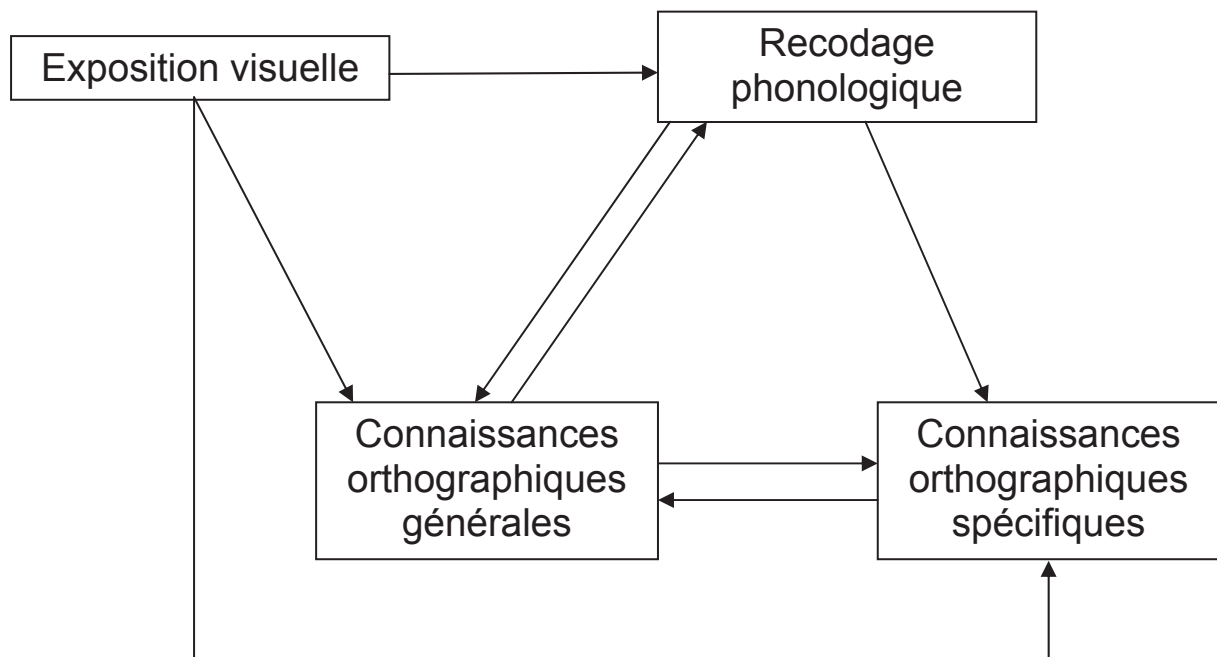 Exposition visuelle
Recodage
phonologique
Connaissances
orthographiques
générales
Connaissances
orthographiques
spécifiques